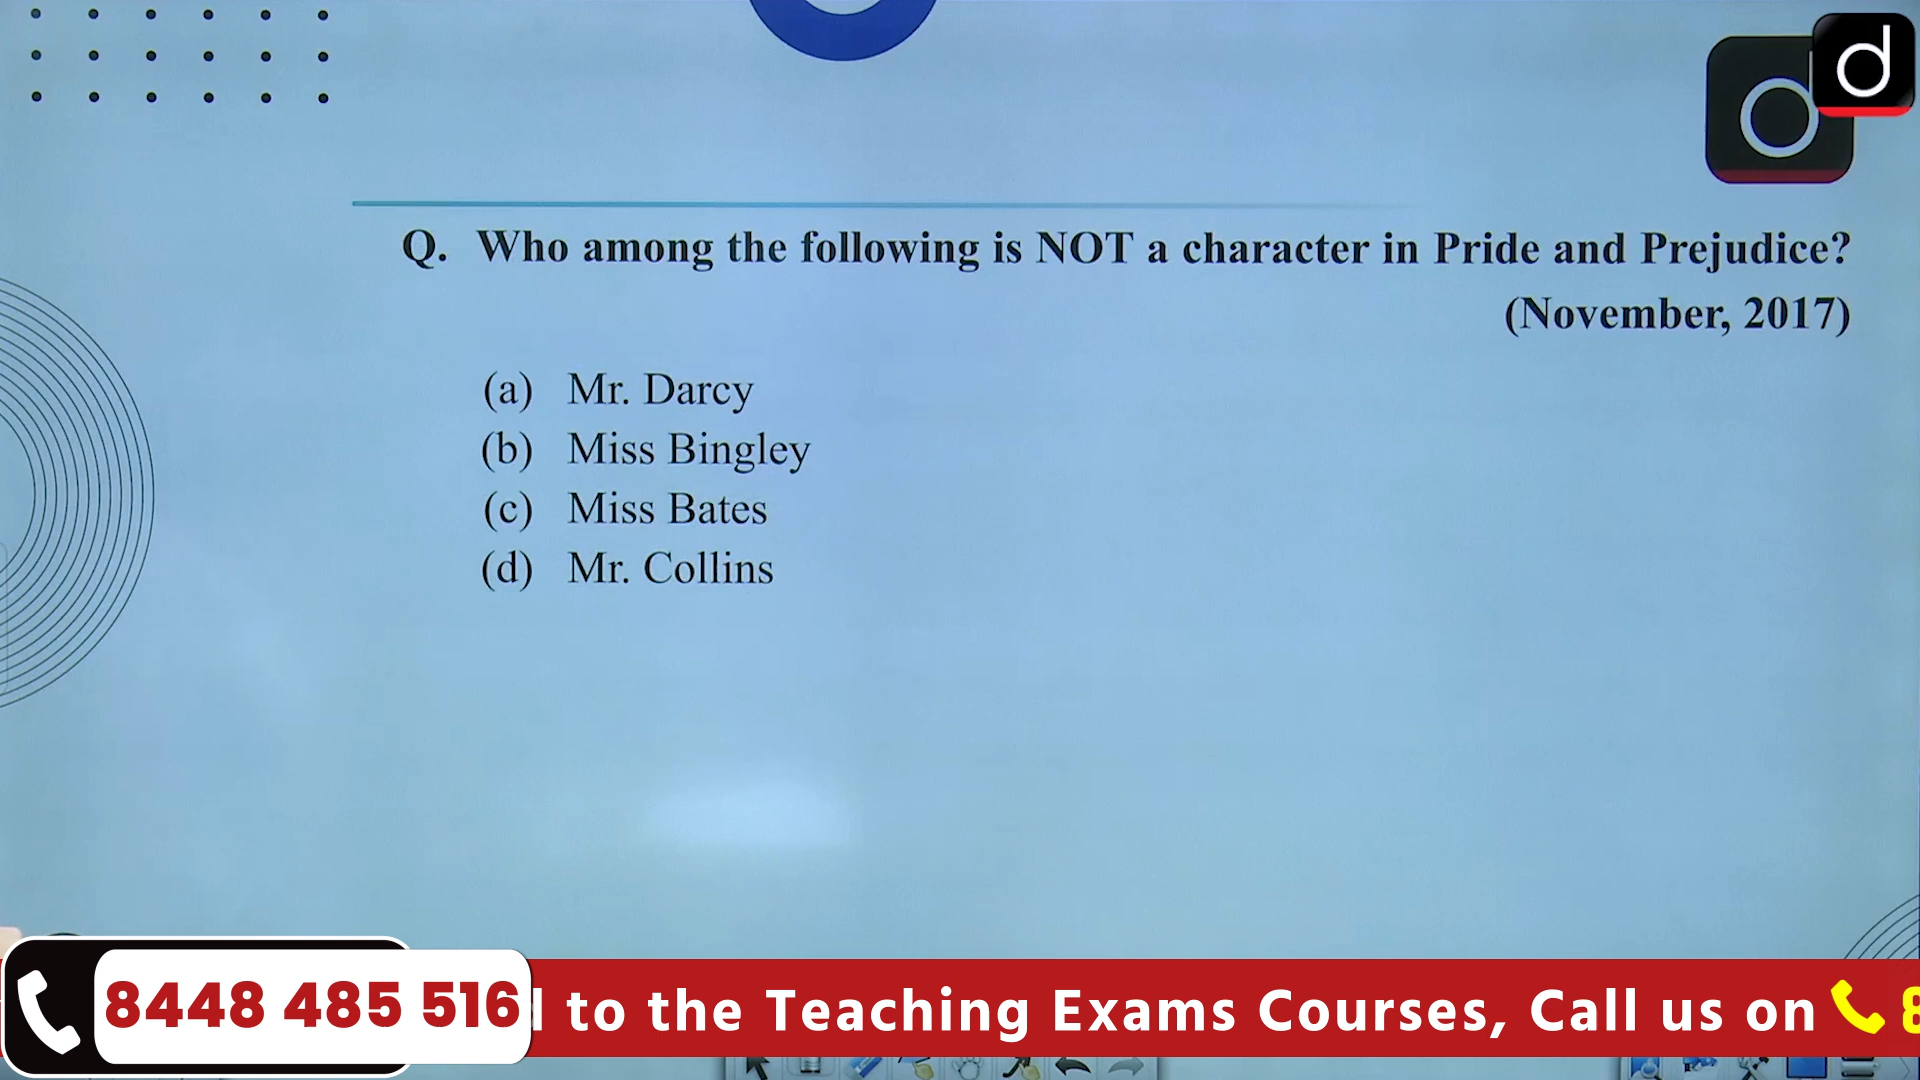 d
Q. Who among the following is NOT a character in Pride and Prejudice?
(November, 2017)
(a) Mr. Darcy
(b) Miss Bingley
(c) Miss Bates
(d) Mr. Collins
8448 485 516
to the Teaching Exams Courses, Call us on